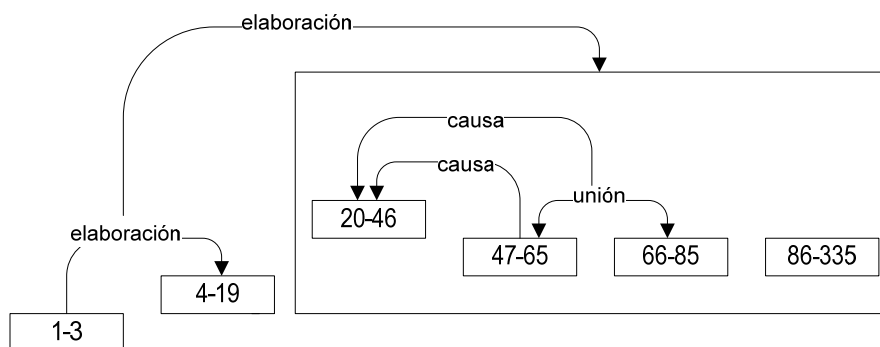 elaboración
causa
causa
unión
20-46
elaboración
47-65
66-85
86-335
4-19
1-3